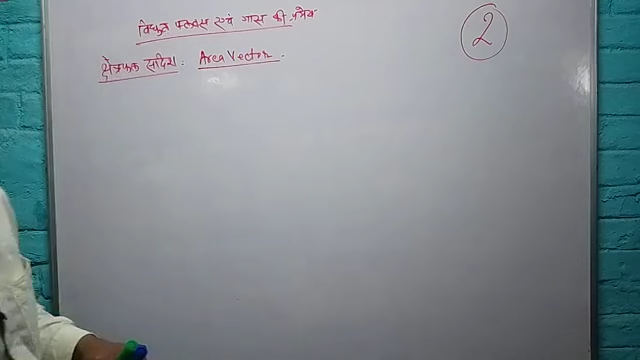 विद्युत फ्लक्स एवं गास की प्रमेय
2
क्षेत्रफल सदिश : Area Vector.